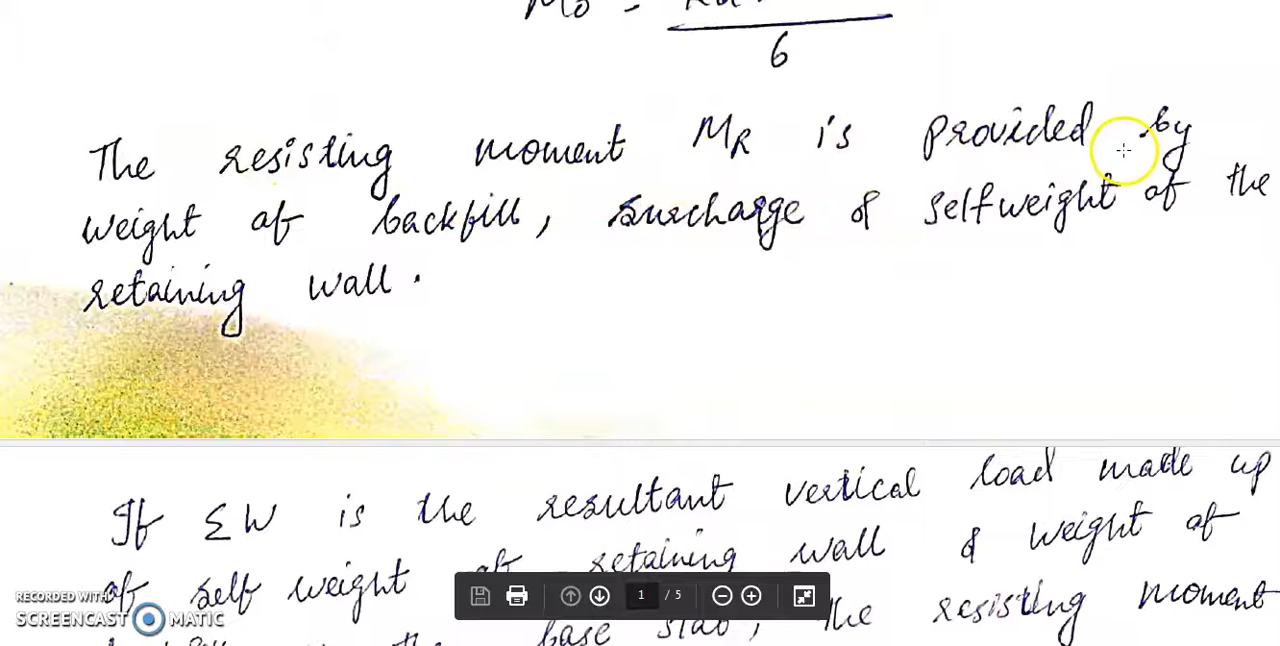 6
The resisting moment MR is provided by
weight of backfill, surcharge & selfweight of the
retaining wall.
If ΣW is the resultant vertical load made up
of self weight of retaining wall & weight of
base slab, the resisting moment
1 / 5
RECORDED WITH
SCREENCAST MATIC